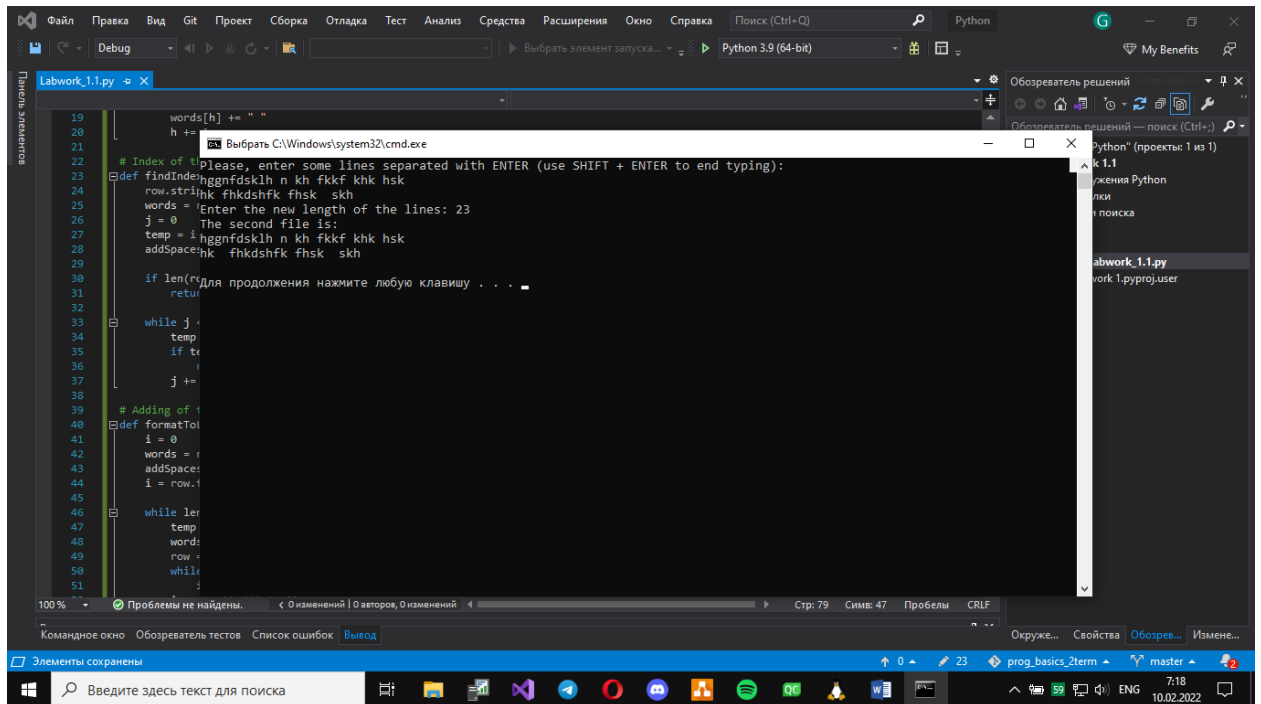 Файл Правка Вид Git Проект Сборка Отладка Тест Анализ Средства Расширения Окно Справка Поиск (Ctrl+Q) Python G
Debug Выбрать элемент запуска... Python 3.9 (64-bit) My Benefits
Панель элементов
Labwork_1.1.py
19 words[h] += " "
20 h +=
21
22 # Index of
23 def findIndex
24 row.strip
25 words =
26 j = 0
27 temp = i
28 addSpaces
29
30 if len(
31 retur
32
33 while j
34 temp
35 if
36
37 j +=
38
39 # Adding of
40 def formatTo
41 i = 0
42 words =
43 addSpaces
44 i = row.
45
46 while len
47 temp
48 words
49 row =
50 while
51
Выбрать C:\Windows\system32\cmd.exe
Please, enter some lines separated with ENTER (use SHIFT + ENTER to end typing):
hggnfdsklh n kh fkkf khk hsk
hk fhkdshfk fhsk  skh
Enter the new length of the lines: 23
The second file is:
hggnfdsklh n kh fkkf khk hsk
hk  fhkdshfk fhsk  skh
Для продолжения нажмите любую клавишу . . .
Обозреватель решений
Обозреватель решений — поиск (Ctrl+;)
Python" (проекты: 1 из 1)
k 1.1
ужения Python
лки
и поиска
abwork_1.1.py
work 1.pyproj.user
100 % Проблемы не найдены. 0 изменений | 0 авторов, 0 изменений Стр: 79 Симв: 47 Пробелы CRLF
Командное окно Обозреватель тестов Список ошибок Вывод
Окруже... Свойства Обозрев... Измене...
Элементы сохранены 0 23 prog_basics_2term master 2
Введите здесь текст для поиска QC 59 ENG 7:18
10.02.2022